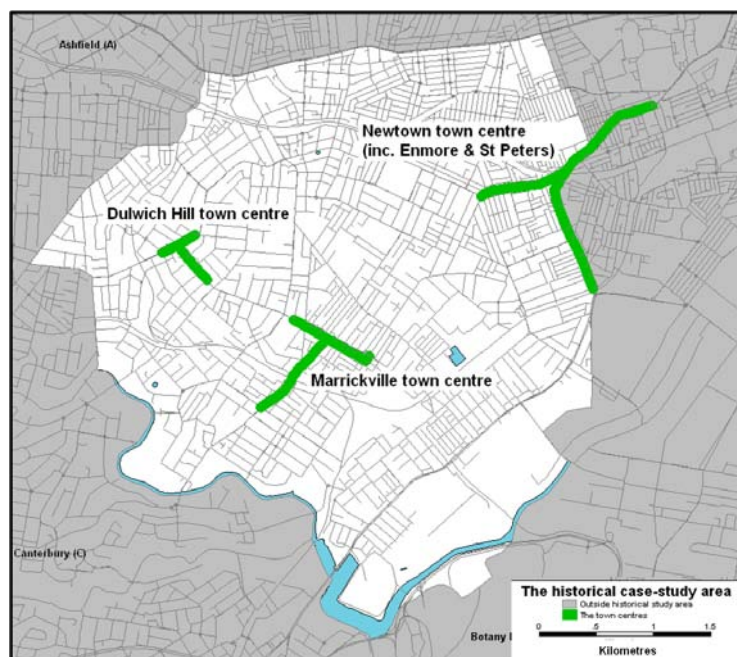 Ashfield (A)
Newtown town centre
(inc. Enmore & St Peters)
Dulwich Hill town centre
Marrickville town centre
Canterbury (C)
Botany
The historical case-study area
Outside historical study area
The town centres
0 .5 1 1.5
Kilometres